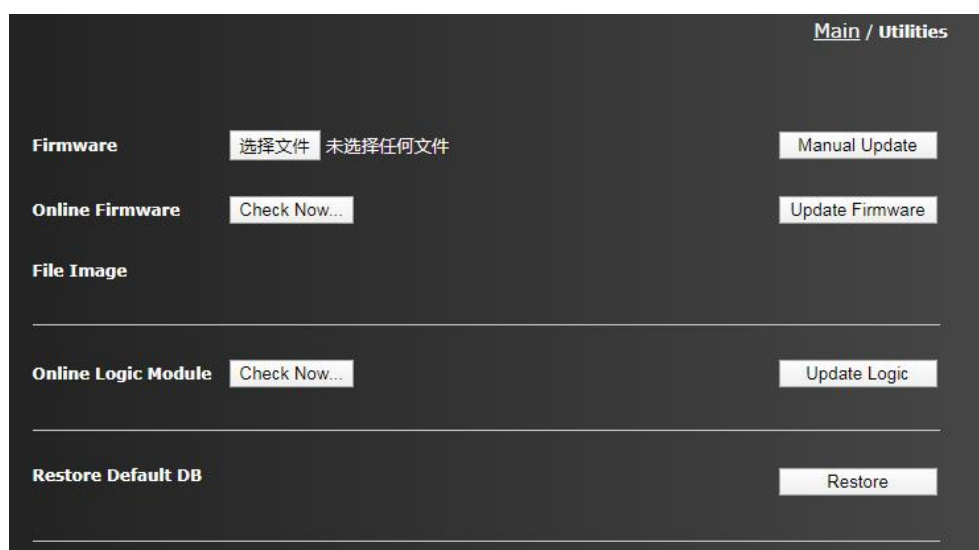 Main / Utilities
Firmware 选择文件 未选择任何文件 Manual Update
Online Firmware Check Now... Update Firmware
File Image
Online Logic Module Check Now... Update Logic
Restore Default DB Restore